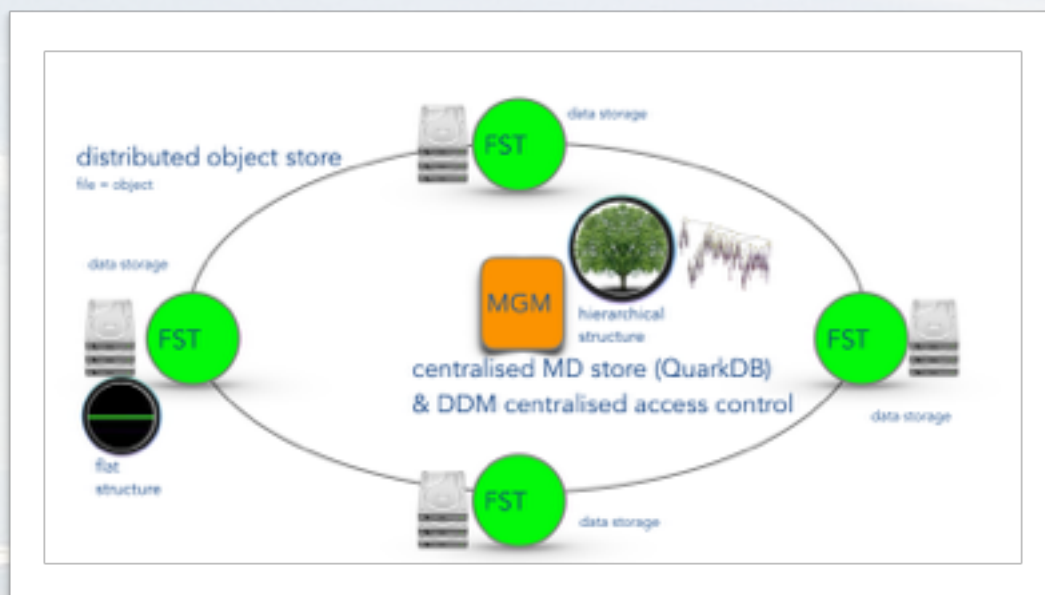 data storage
FST
distributed object store
file = object
data storage
MGM
hierarchical
structure
FST
FST
centralised MD store (QuarkDB)
& DDM centralised access control
data storage
flat
structure
FST
data storage